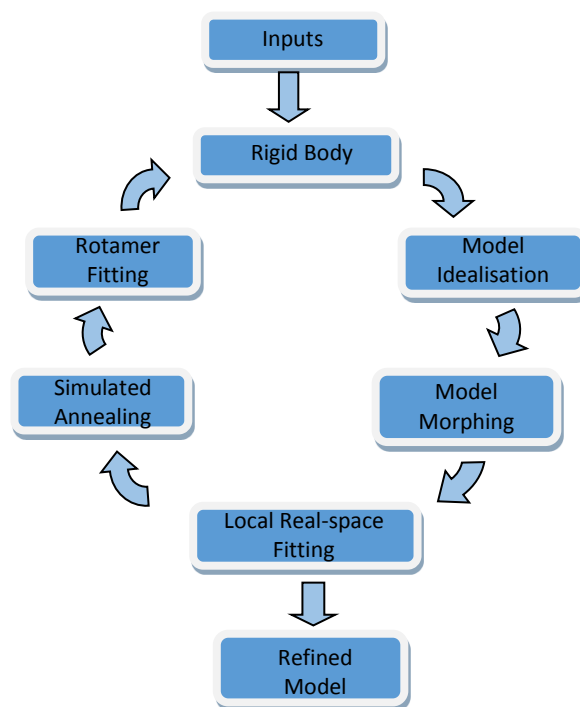 Inputs
Rigid Body
Rotamer
Fitting
Model
Idealisation
Simulated
Annealing
Model
Morphing
Local Real-space
Fitting
Refined
Model